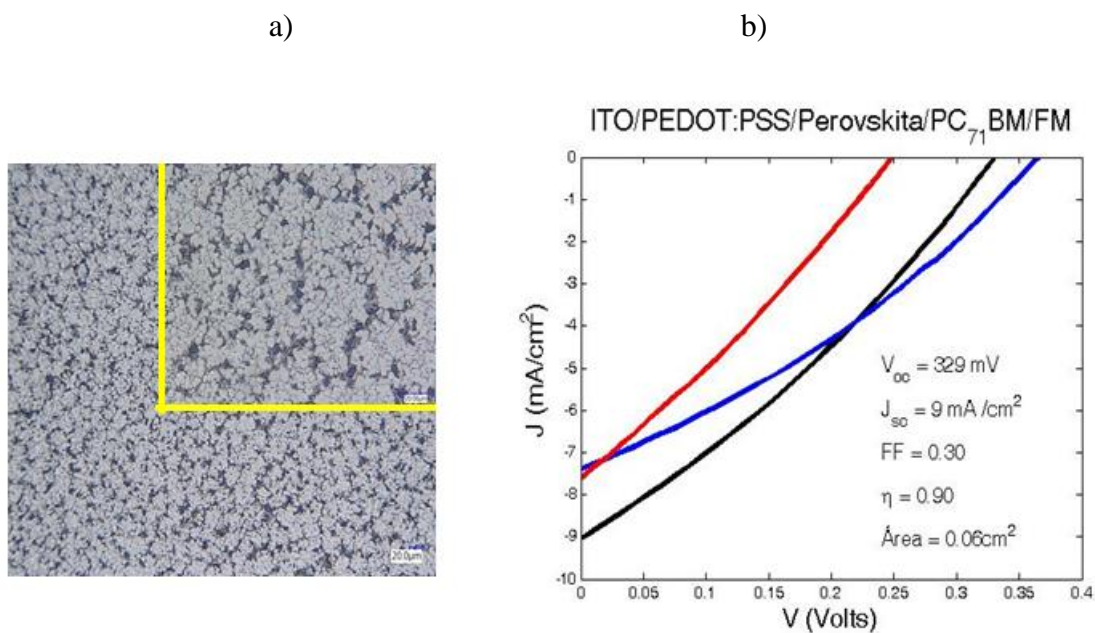 a)
b)
ITO/PEDOT:PSS/Perovskita/PC₇₁BM/FM
0
-1
-2
-3
-4
-5
-6
-7
-8
-9
-10
J (mA/cm²)
V_oc = 329 mV
J_sc = 9 mA /cm²
FF = 0.30
η = 0.90
Área = 0.06cm²
0 0.05 0.1 0.15 0.2 0.25 0.3 0.35 0.4
V (Volts)
20.0µm